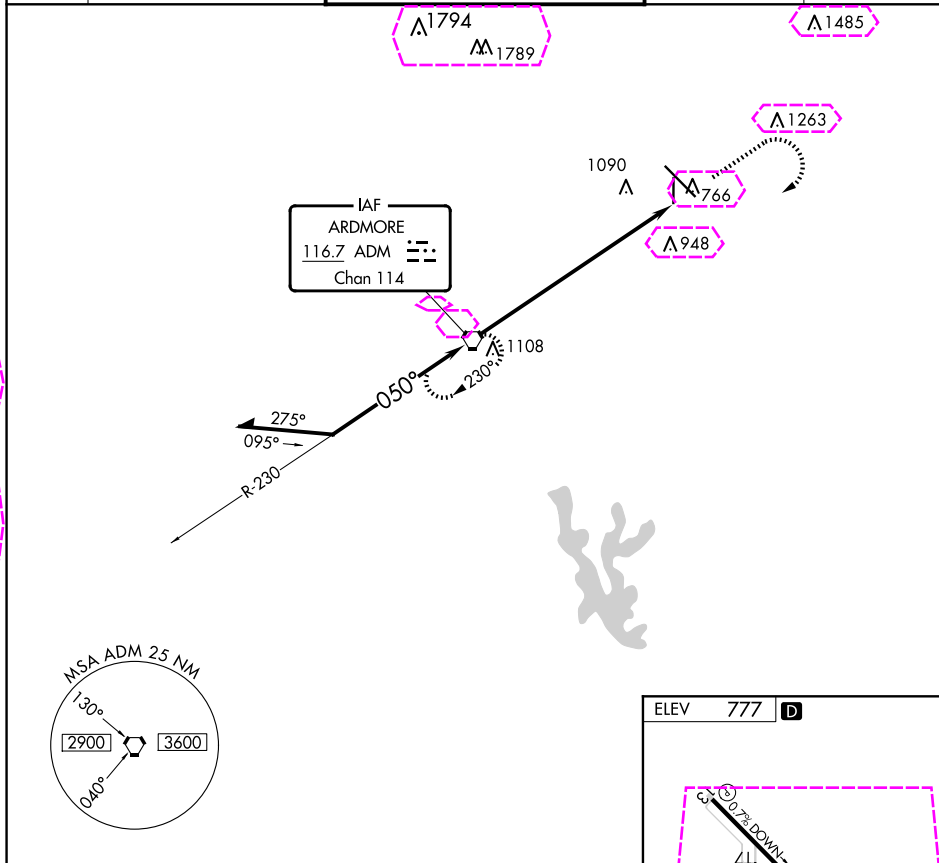 1794
1789
1485
1263
1090
766
948
IAF
ARDMORE
116.7 ADM
Chan 114
1108
230°
050°
275°
095°
R-230
MSA ADM 25 NM
130°
2900
3600
040°
ELEV 777 D
13
P
0.7% DOWN